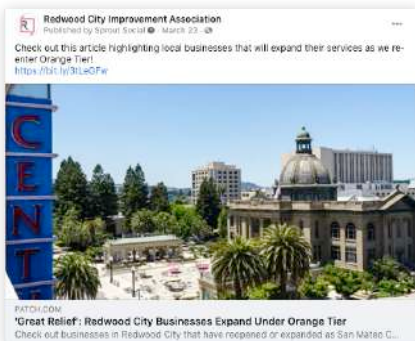 Redwood City Improvement Association
Published by Sprout Social · March 23 ·
Check out this article highlighting local businesses that will expand their services as we re-
enter Orange Tier!
https://bit.ly/3tLeGFw
CENT
PATCH.COM
'Great Relief': Redwood City Businesses Expand Under Orange Tier
Check out businesses in Redwood City that have reopened or expanded as San Mateo C...